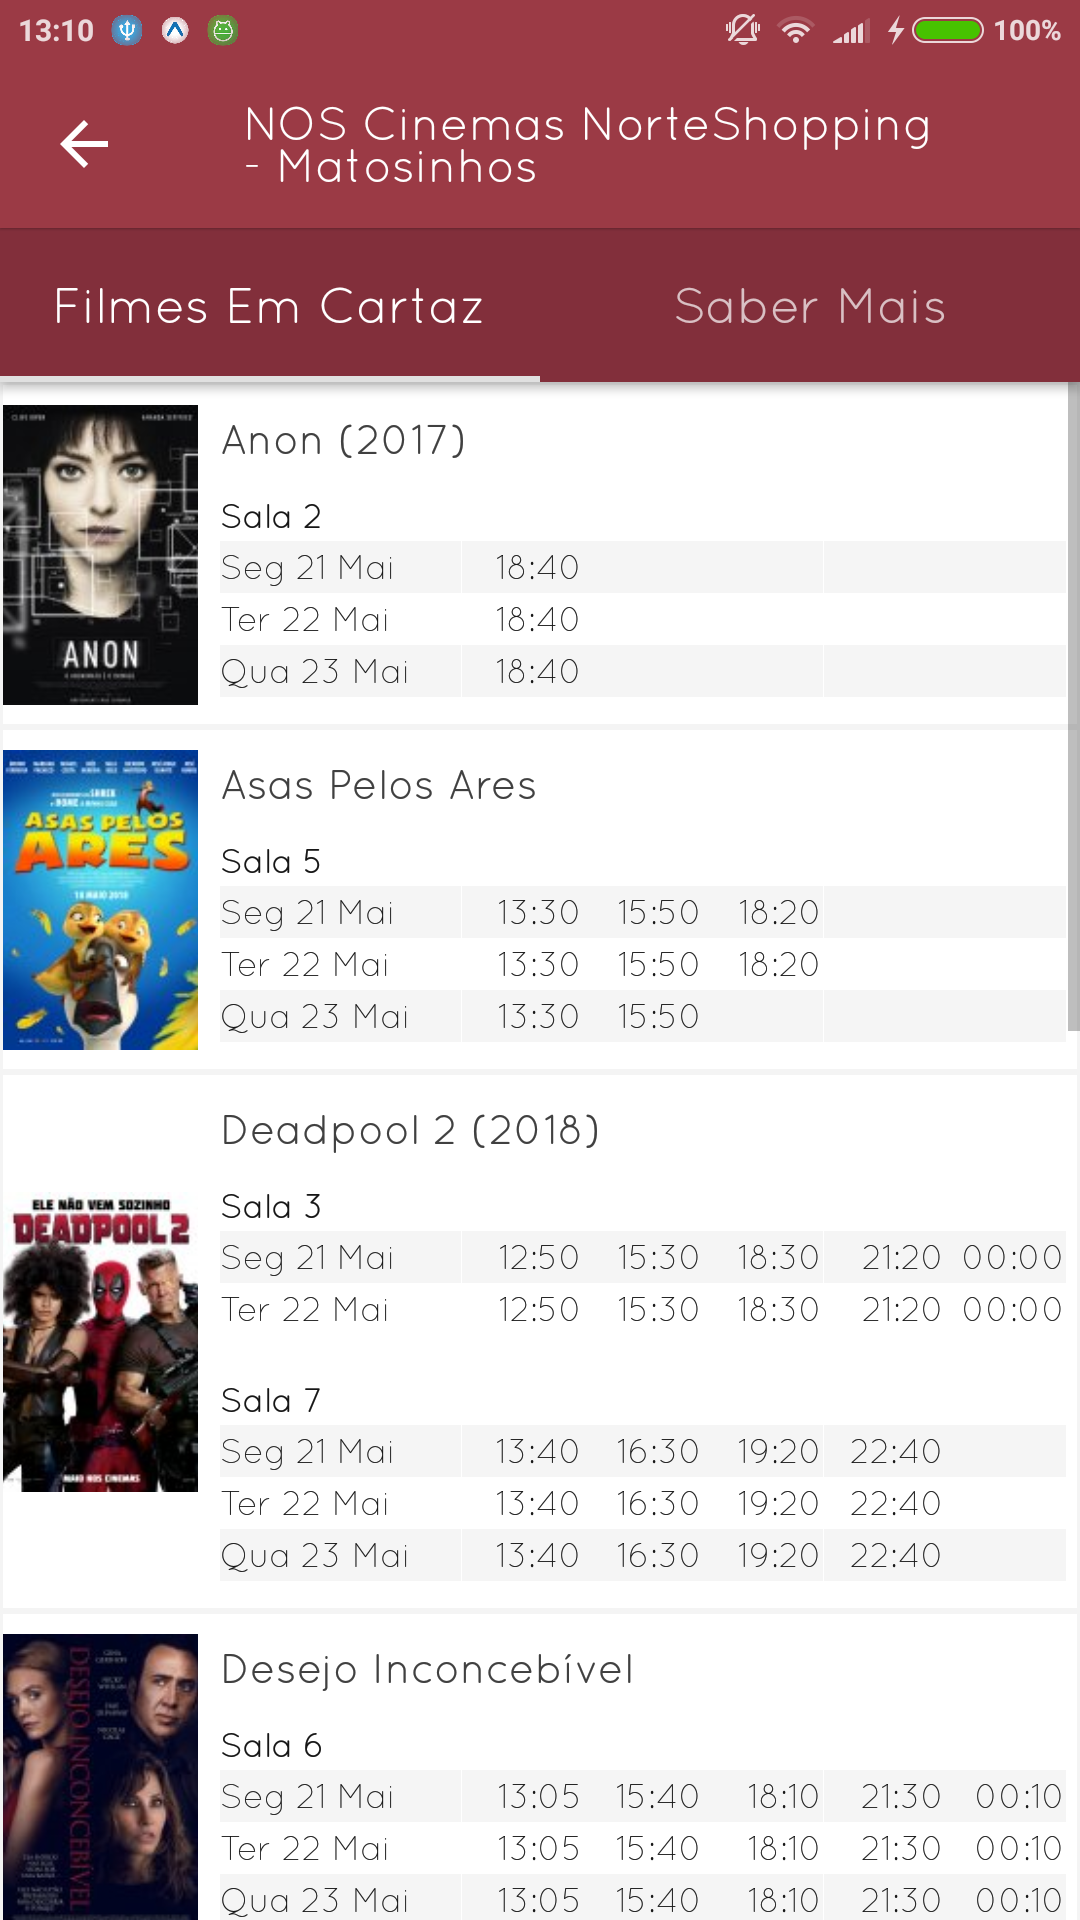 13:10 100%
NOS Cinemas NorteShopping
- Matosinhos
Filmes Em Cartaz Saber Mais
Anon (2017)
ANON
Sala 2
Seg 21 Mai 18:40
Ter 22 Mai 18:40
Qua 23 Mai 18:40
Asas Pelos Ares
ASAS PELOS
ARES
Sala 5
Seg 21 Mai 13:30 15:50 18:20
Ter 22 Mai 13:30 15:50 18:20
Qua 23 Mai 13:30 15:50
Deadpool 2 (2018)
ELE NÃO VEM SOZINHO
DEADPOOL 2
MAIO NOS CINEMAS
Sala 3
Seg 21 Mai 12:50 15:30 18:30 21:20 00:00
Ter 22 Mai 12:50 15:30 18:30 21:20 00:00
Sala 7
Seg 21 Mai 13:40 16:30 19:20 22:40
Ter 22 Mai 13:40 16:30 19:20 22:40
Qua 23 Mai 13:40 16:30 19:20 22:40
Desejo Inconcebível
DESEJO INCONCEBÍVEL
Sala 6
Seg 21 Mai 13:05 15:40 18:10 21:30 00:10
Ter 22 Mai 13:05 15:40 18:10 21:30 00:10
Qua 23 Mai 13:05 15:40 18:10 21:30 00:10